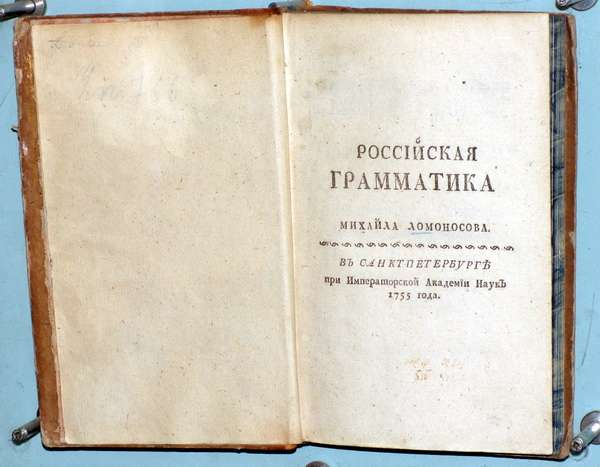 РОССІЙСКАЯ
ГРАММАТИКА
МИХАЙЛА ЛОМОНОСОВА.
ВЪ САНКТПЕТЕРБУРГѢ
при Императорской Академіи Наукъ
1755 года.